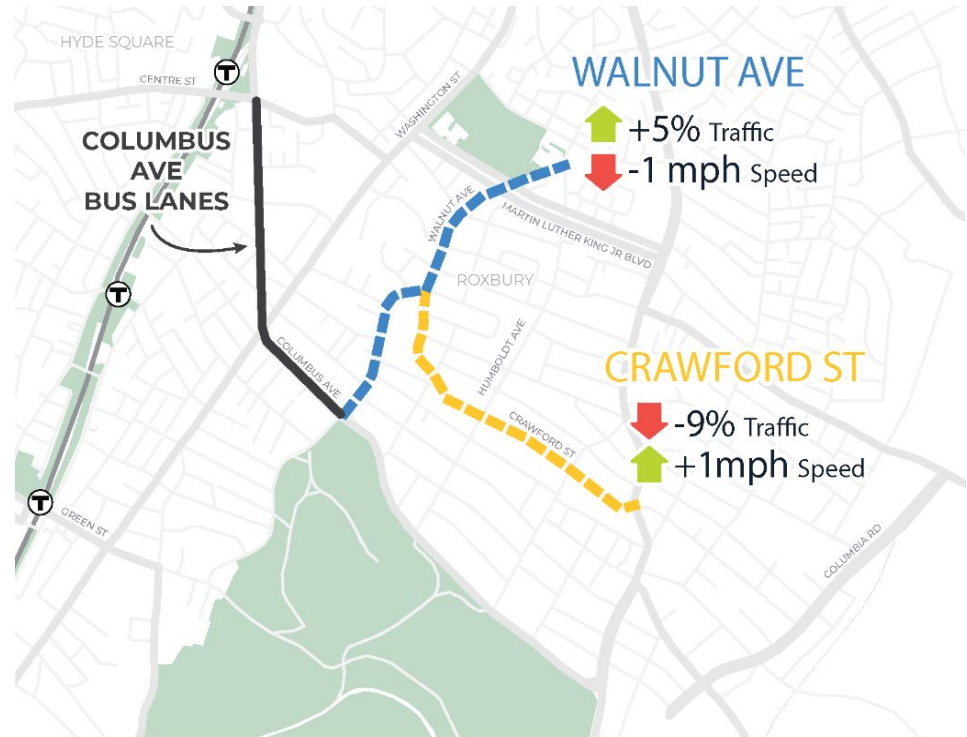 HYDE SQUARE
T
CENTRE ST
COLUMBUS
AVE
BUS LANES
WASHINGTON ST
WALNUT AVE
+5% Traffic
-1 mph Speed
WALNUT AVE
MARTIN LUTHER KING JR BLVD
ROXBURY
T
COLUMBUS AVE
HUMBOLDT AVE
CRAWFORD ST
-9% Traffic
+1mph Speed
CRAWFORD ST
T
GREEN ST
COLUMBIA RD